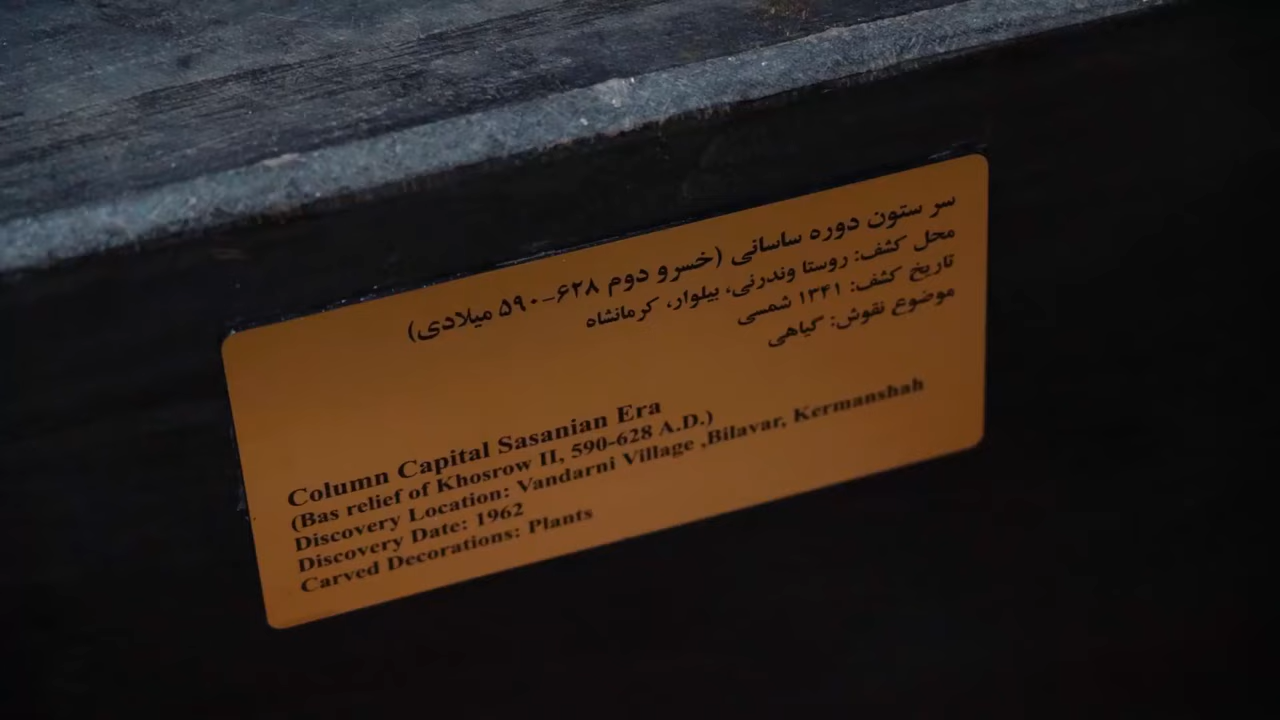 سر ستون دوره ساسانی (خسرو دوم ۶۲۸-۵۹۰ میلادی)
محل کشف: روستا وندرنی، بیلوار، کرمانشاه
تاریخ کشف: ۱۳۴۱ شمسی
موضوع نقوش: گیاهی
Column Capital Sasanian Era
(Bas relief of Khosrow II, 590-628 A.D.)
Discovery Location: Vandarni Village ,Bilavar, Kermanshah
Discovery Date: 1962
Carved Decorations: Plants